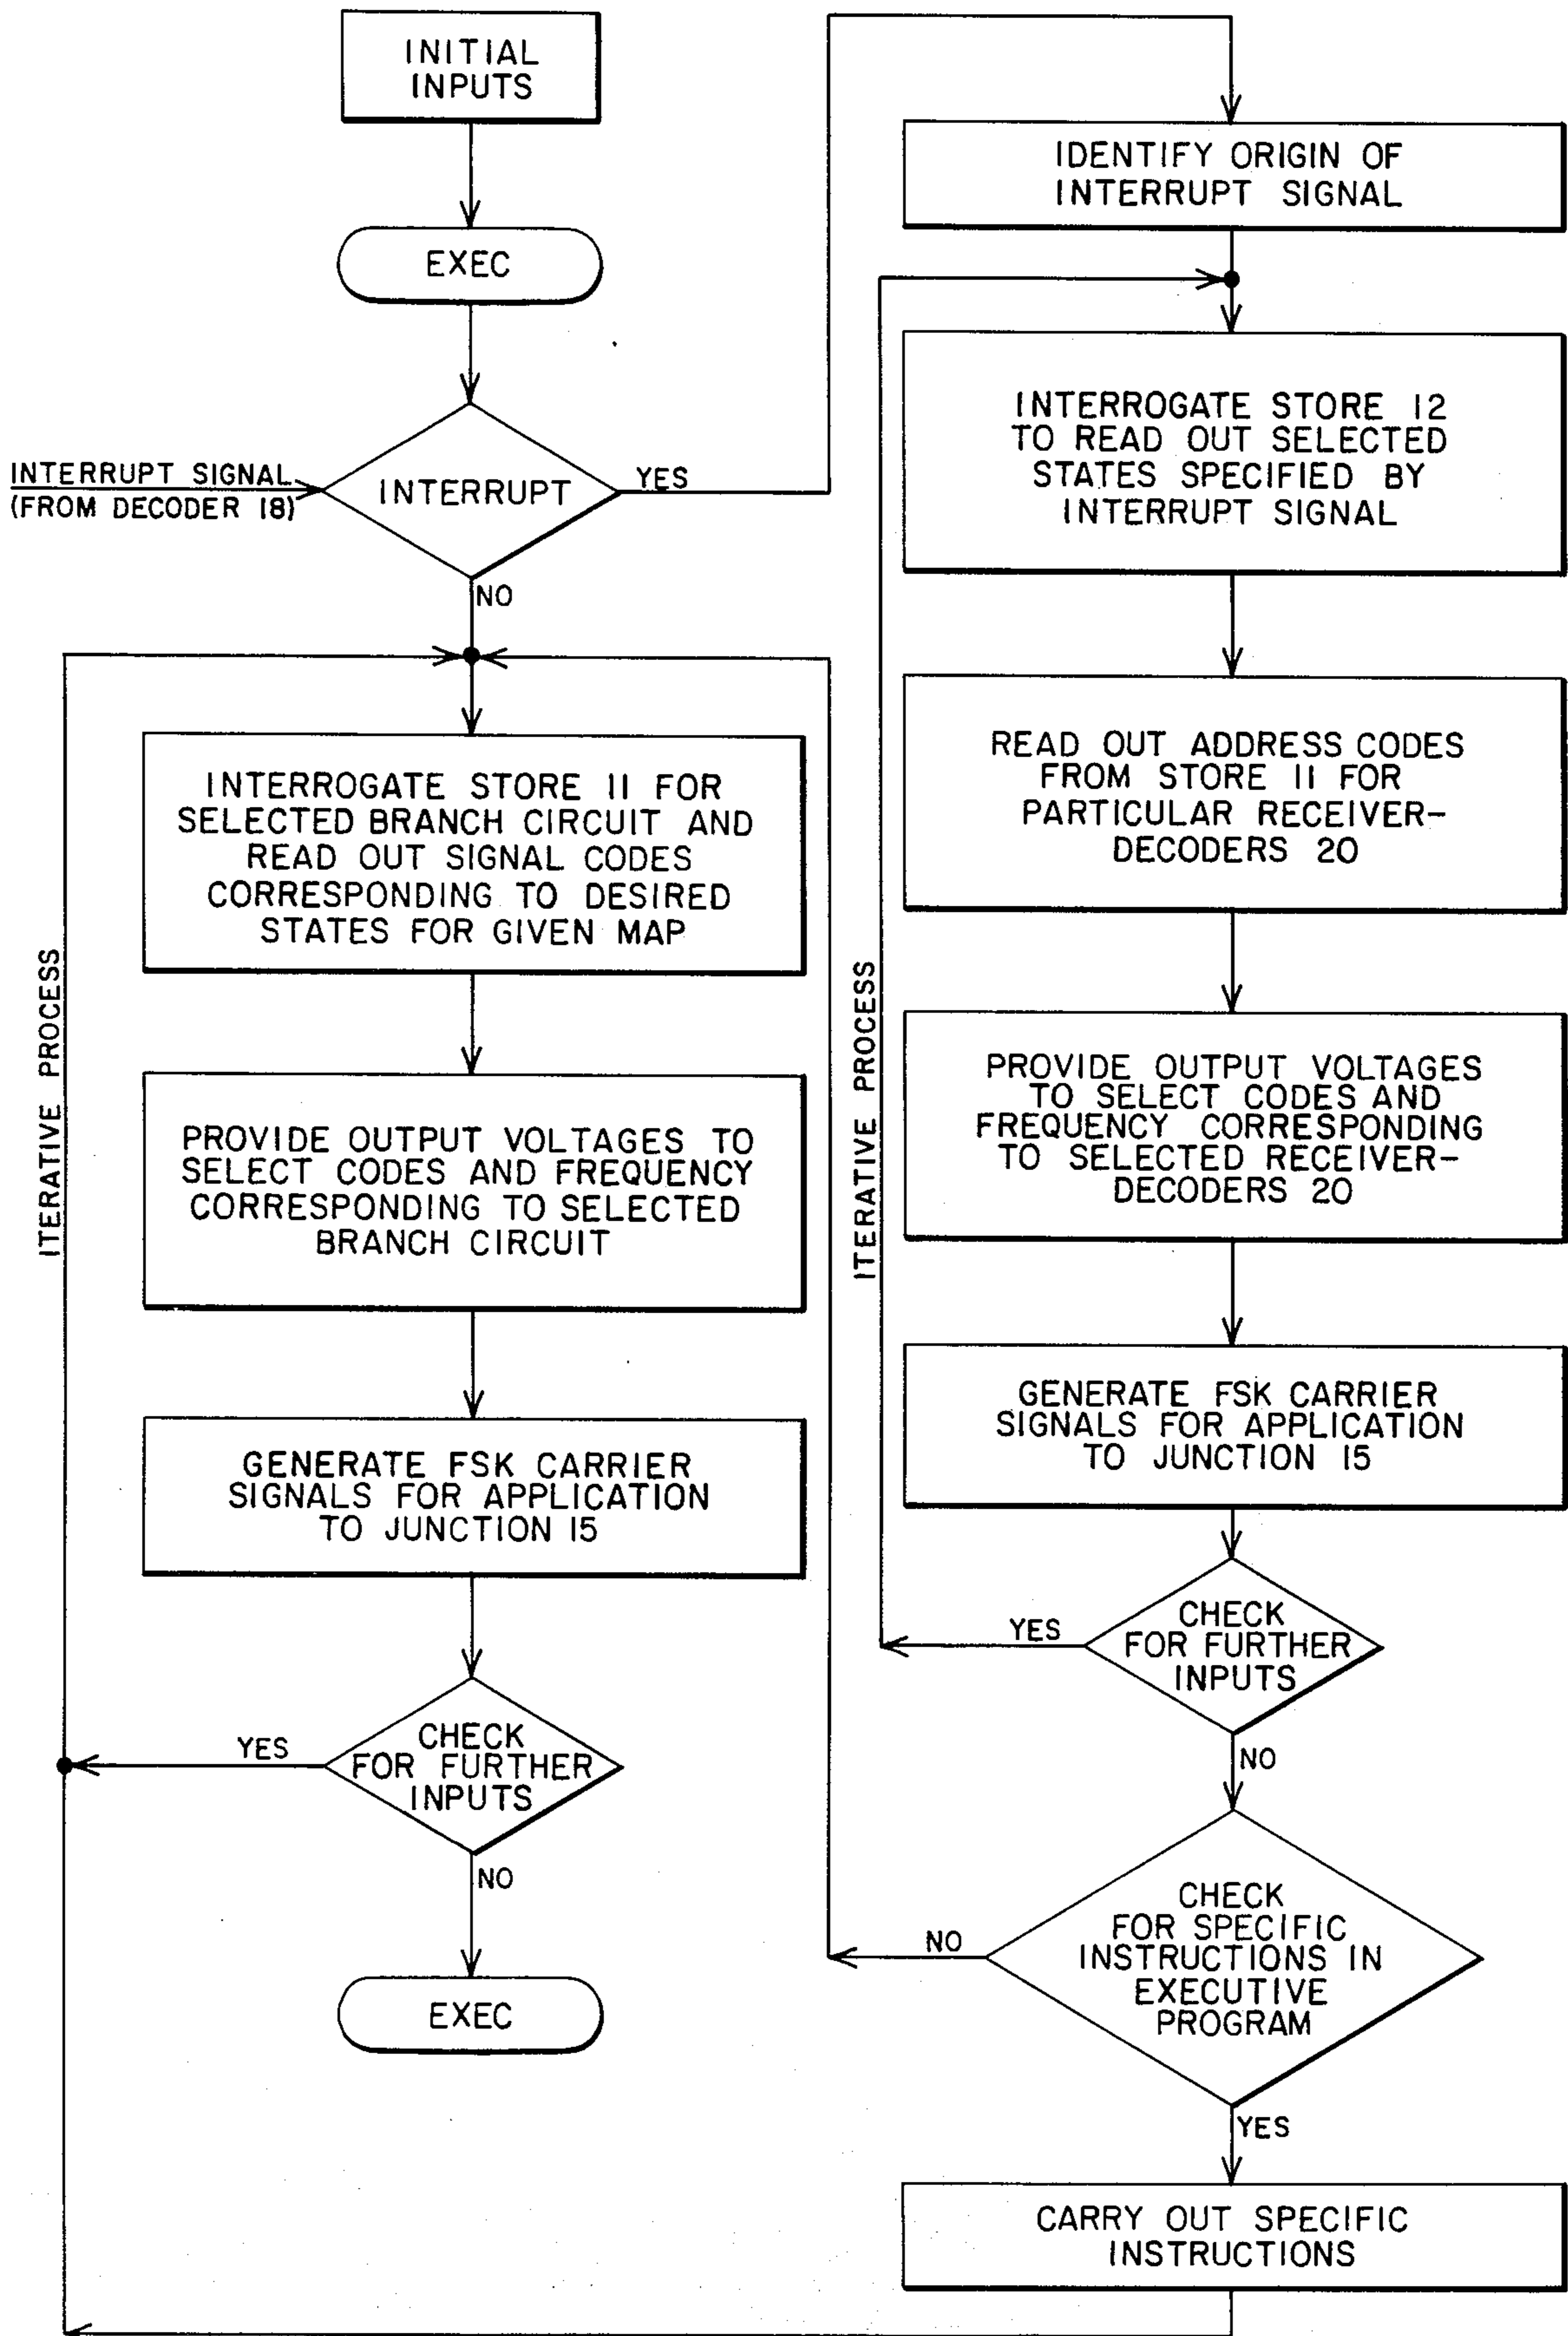 INITIAL
INPUTS
EXEC
INTERRUPT SIGNAL
(FROM DECODER 18)
INTERRUPT
YES
NO
INTERROGATE STORE 11 FOR
SELECTED BRANCH CIRCUIT AND
READ OUT SIGNAL CODES
CORRESPONDING TO DESIRED
STATES FOR GIVEN MAP
PROVIDE OUTPUT VOLTAGES TO
SELECT CODES AND FREQUENCY
CORRESPONDING TO SELECTED
BRANCH CIRCUIT
GENERATE FSK CARRIER
SIGNALS FOR APPLICATION
TO JUNCTION 15
CHECK
FOR FURTHER
INPUTS
YES
NO
EXEC
ITERATIVE PROCESS
IDENTIFY ORIGIN OF
INTERRUPT SIGNAL
INTERROGATE STORE 12
TO READ OUT SELECTED
STATES SPECIFIED BY
INTERRUPT SIGNAL
READ OUT ADDRESS CODES
FROM STORE 11 FOR
PARTICULAR RECEIVER-
DECODERS 20
PROVIDE OUTPUT VOLTAGES
TO SELECT CODES AND
FREQUENCY CORRESPONDING
TO SELECTED RECEIVER-
DECODERS 20
GENERATE FSK CARRIER
SIGNALS FOR APPLICATION
TO JUNCTION 15
CHECK
FOR FURTHER
INPUTS
YES
NO
ITERATIVE PROCESS
CHECK
FOR SPECIFIC
INSTRUCTIONS IN
EXECUTIVE
PROGRAM
NO
YES
CARRY OUT SPECIFIC
INSTRUCTIONS